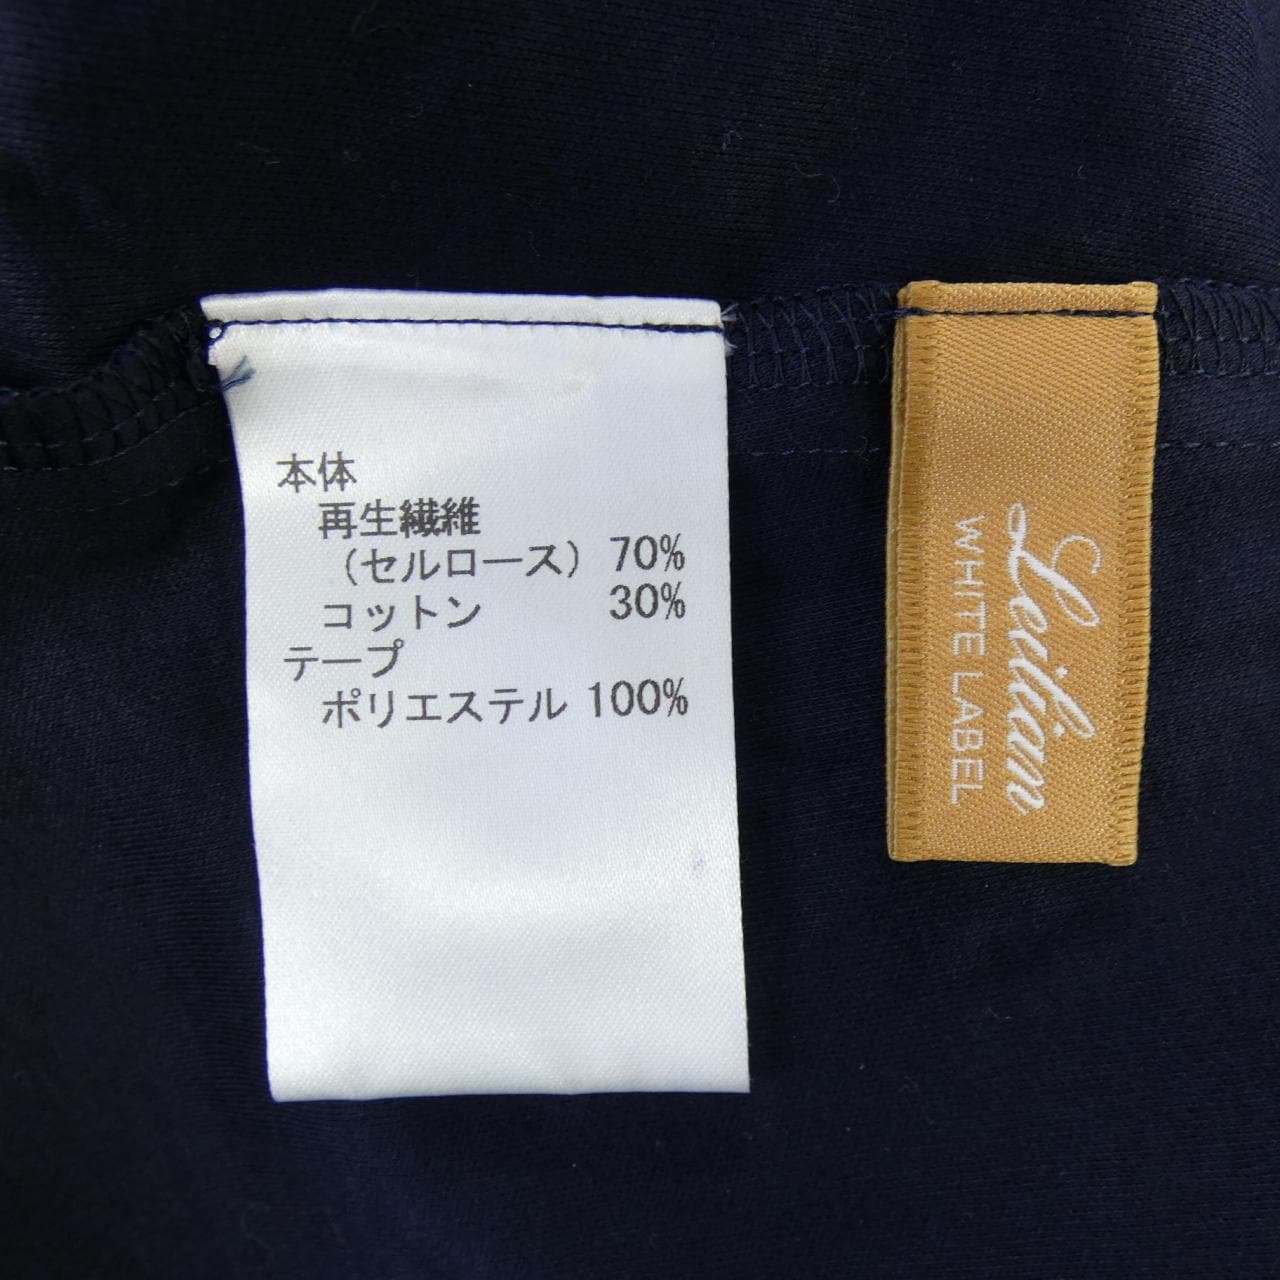 本体
再生繊維
(セルロース) 70%
コットン 30%
テープ
ポリエステル 100%
Levilian
WHITE LABEL